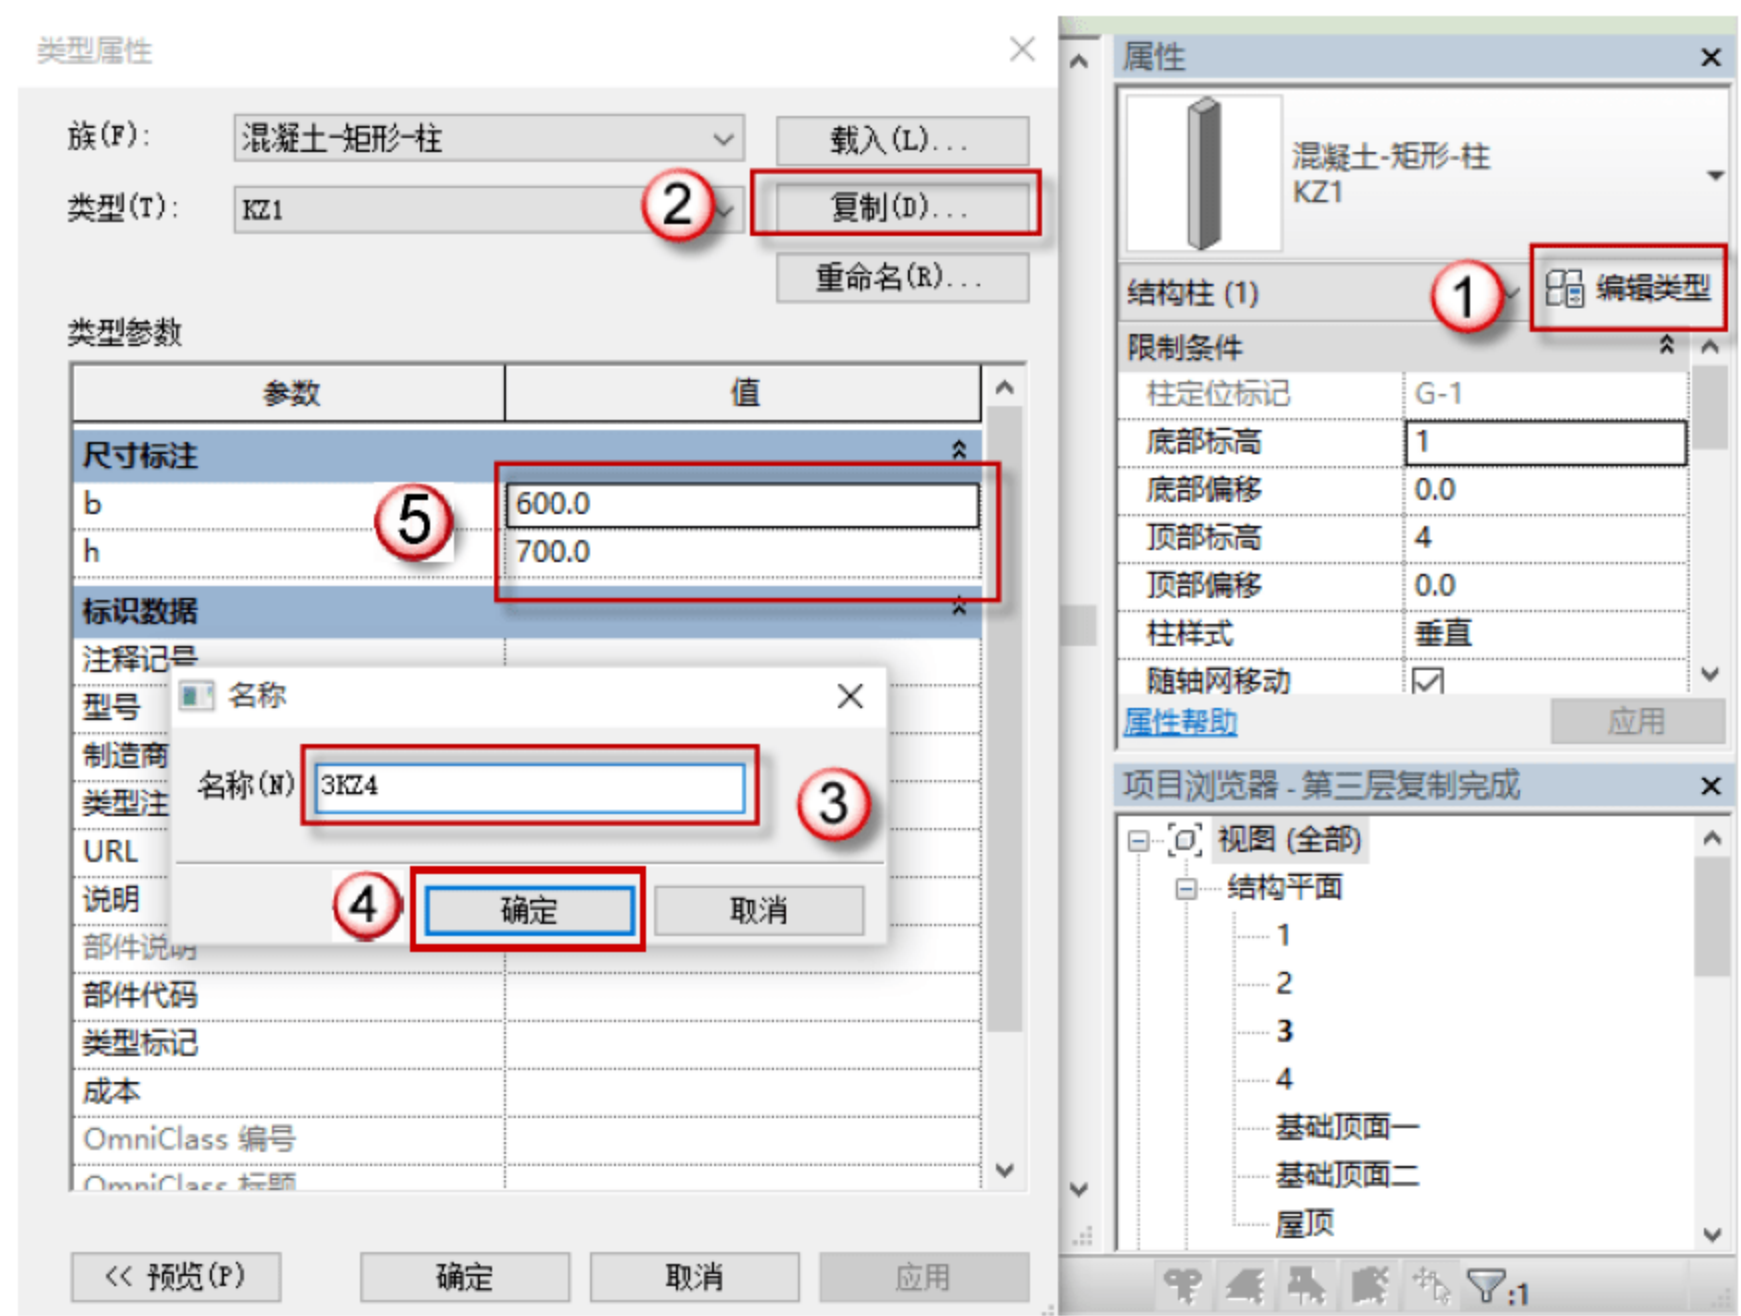 类型属性
族(F):
混凝土-矩形-柱
载入(L)...
类型(T):
KZ1
2
复制(D)...
重命名(R)...
类型参数
参数
值
尺寸标注
b
600.0
5
h
700.0
标识数据
注释记号
型号
制造商
类型注
URL
说明
部件说明
部件代码
类型标记
成本
OmniClass 编号
OmniClass 标题
名称
名称(N)
3KZ4
3
4
确定
取消
<< 预览(P)
确定
取消
应用
属性
混凝土-矩形-柱
KZ1
结构柱 (1)
1
编辑类型
限制条件
柱定位标记
G-1
底部标高
1
底部偏移
0.0
顶部标高
4
顶部偏移
0.0
柱样式
垂直
随轴网移动
属性帮助
应用
项目浏览器 - 第三层复制完成
视图 (全部)
结构平面
1
2
3
4
基础顶面一
基础顶面二
屋顶
:1